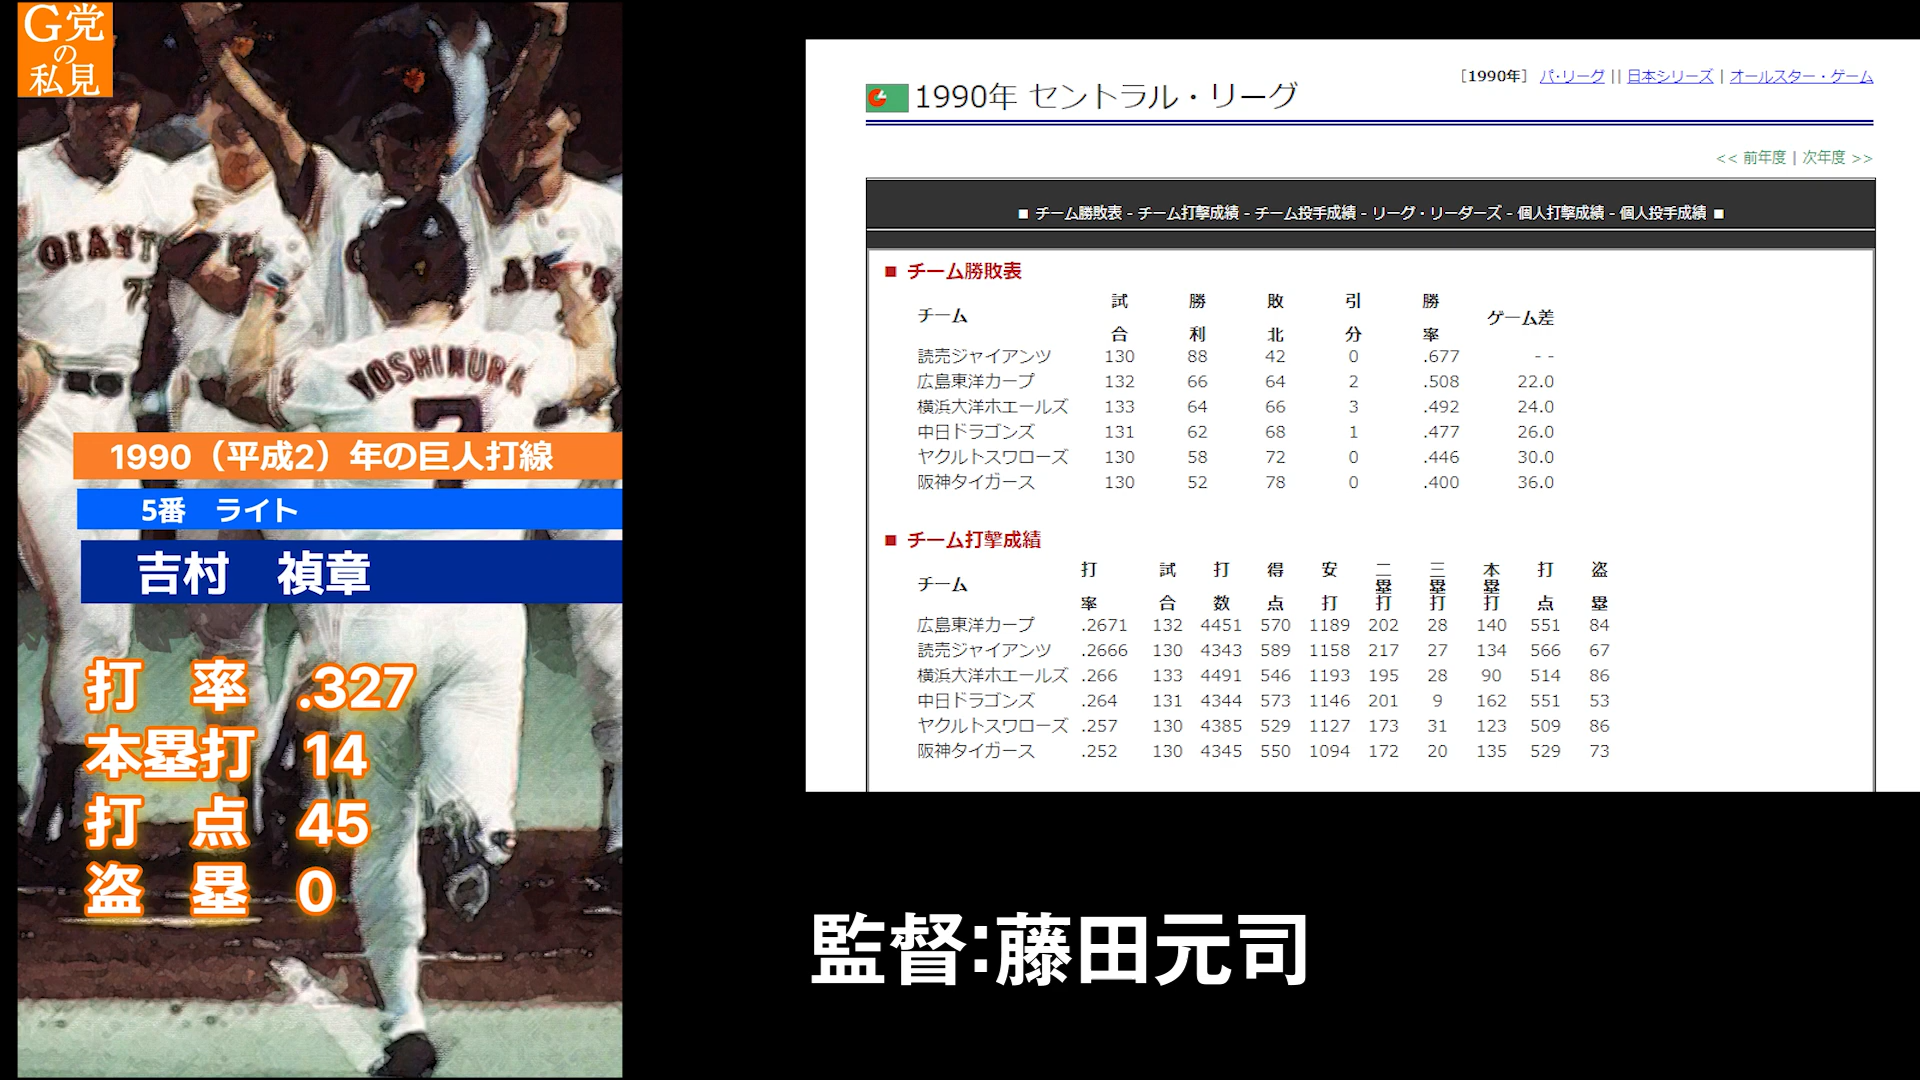 G党
の
私見
GIANTS
YOSHIMURA
7
1990（平成2）年の巨人打線
5番　ライト
吉村　禎章
打　率　.327
本塁打　14
打　点　45
盗　塁　0
［1990年］ パ・リーグ || 日本シリーズ | オールスター・ゲーム
1990年 セントラル・リーグ
<< 前年度 | 次年度 >>
■ チーム勝敗表 - チーム打撃成績 - チーム投手成績 - リーグ・リーダーズ - 個人打撃成績 - 個人投手成績 ■
■ チーム勝敗表
チーム 試合 勝利 敗北 引分 勝率 ゲーム差
読売ジャイアンツ 130 88 42 0 .677 - -
広島東洋カープ 132 66 64 2 .508 22.0
横浜大洋ホエールズ 133 64 66 3 .492 24.0
中日ドラゴンズ 131 62 68 1 .477 26.0
ヤクルトスワローズ 130 58 72 0 .446 30.0
阪神タイガース 130 52 78 0 .400 36.0
■ チーム打撃成績
チーム 打率 試合 打数 得点 安打 二塁打 三塁打 本塁打 打点 盗塁
広島東洋カープ .2671 132 4451 570 1189 202 28 140 551 84
読売ジャイアンツ .2666 130 4343 589 1158 217 27 134 566 67
横浜大洋ホエールズ .266 133 4491 546 1193 195 28 90 514 86
中日ドラゴンズ .264 131 4344 573 1146 201 9 162 551 53
ヤクルトスワローズ .257 130 4385 529 1127 173 31 123 509 86
阪神タイガース .252 130 4345 550 1094 172 20 135 529 73
監督:藤田元司